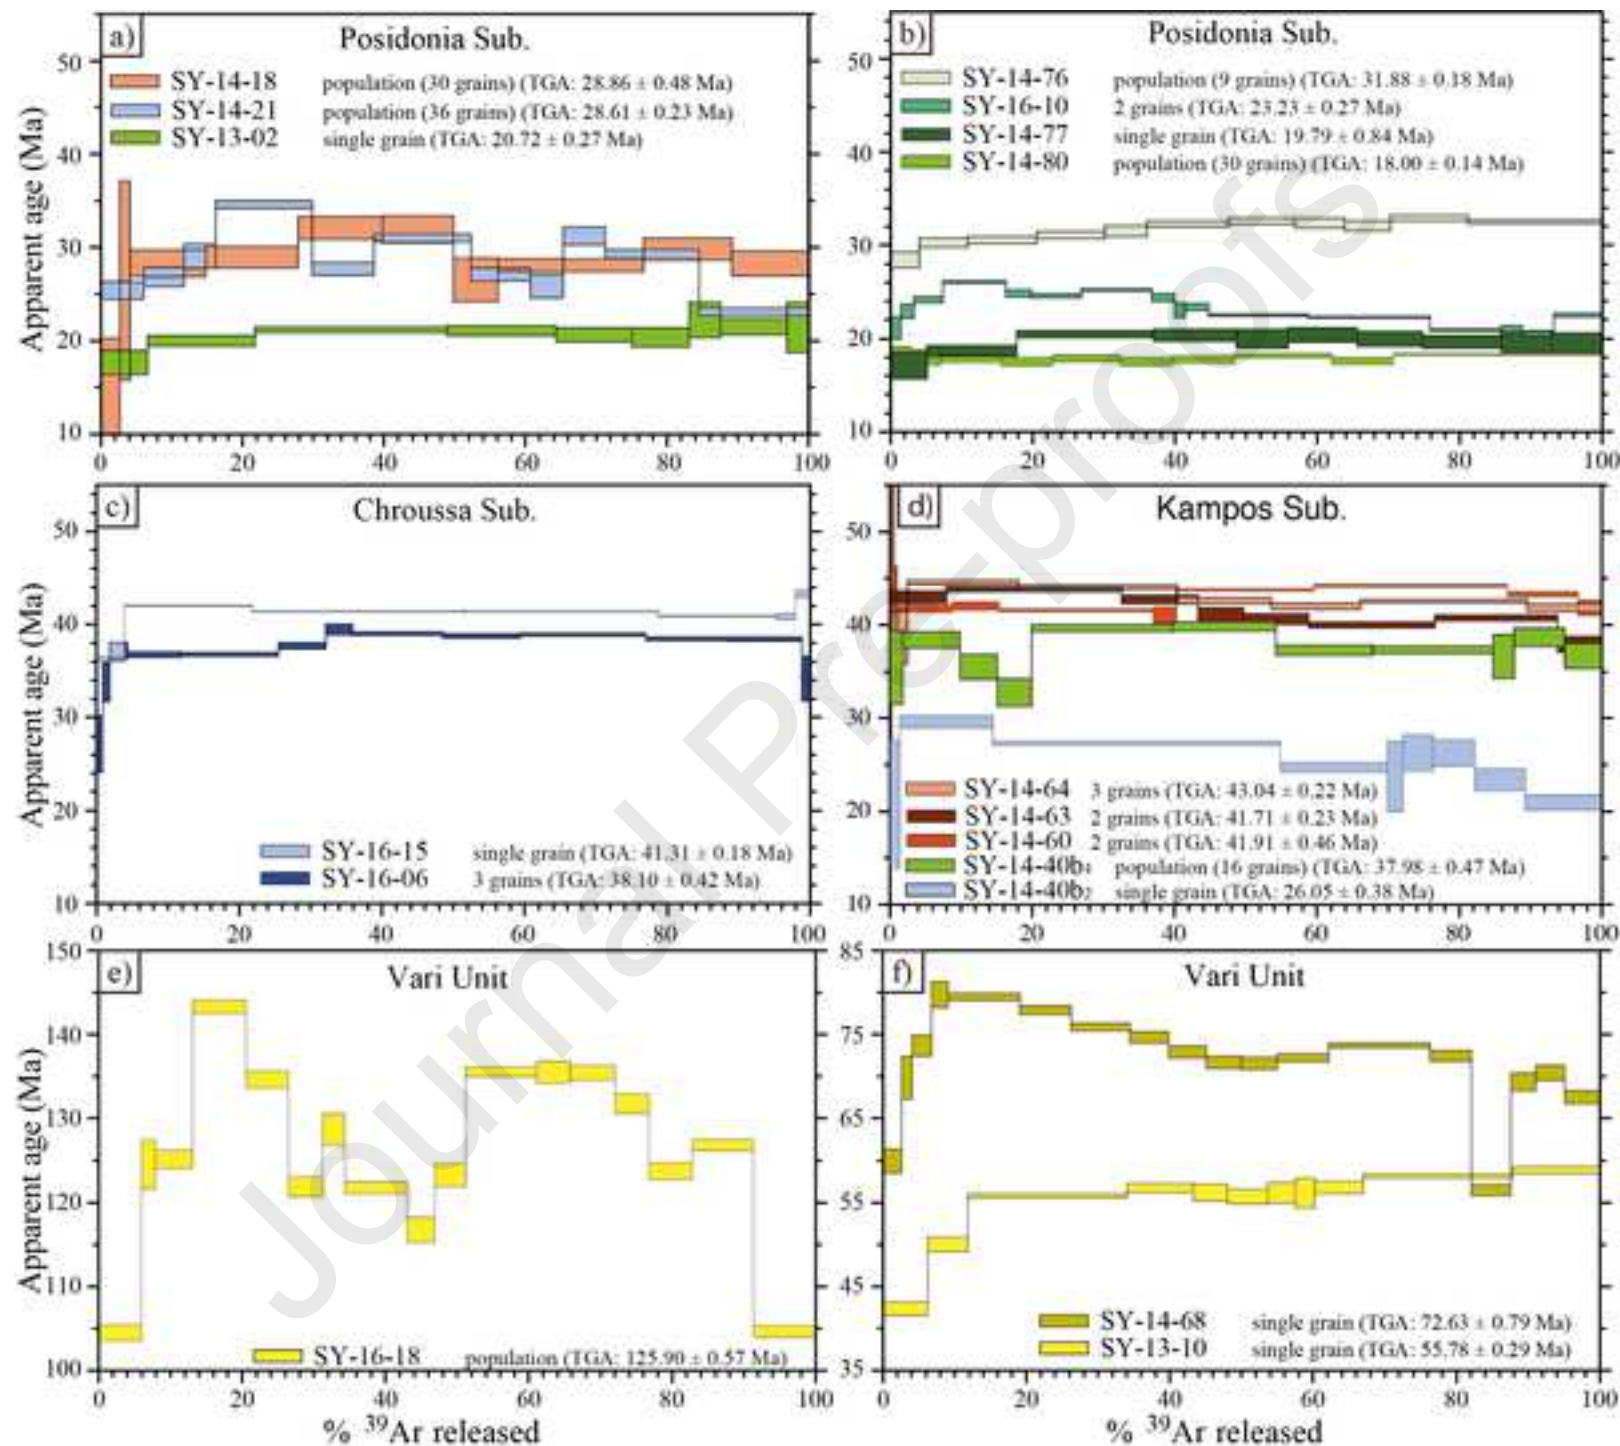 a) Posidonia Sub.
SY-14-18 population (30 grains) (TGA: 28.86 ± 0.48 Ma)
SY-14-21 population (36 grains) (TGA: 28.61 ± 0.23 Ma)
SY-13-02 single grain (TGA: 20.72 ± 0.27 Ma)
Apparent age (Ma)
50
40
30
20
10
0 20 40 60 80 100
b) Posidonia Sub.
SY-14-76 population (9 grains) (TGA: 31.88 ± 0.18 Ma)
SY-16-10 2 grains (TGA: 23.23 ± 0.27 Ma)
SY-14-77 single grain (TGA: 19.79 ± 0.84 Ma)
SY-14-80 population (30 grains) (TGA: 18.00 ± 0.14 Ma)
50
40
30
20
10
0 20 40 60 80 100
c) Chroussa Sub.
Apparent age (Ma)
50
40
30
20
10
SY-16-15 single grain (TGA: 41.31 ± 0.18 Ma)
SY-16-06 3 grains (TGA: 38.10 ± 0.42 Ma)
0 20 40 60 80 100
d) Kampos Sub.
50
40
30
20
10
SY-14-64 3 grains (TGA: 43.04 ± 0.22 Ma)
SY-14-63 2 grains (TGA: 41.71 ± 0.23 Ma)
SY-14-60 2 grains (TGA: 41.91 ± 0.46 Ma)
SY-14-40b₁ population (16 grains) (TGA: 37.98 ± 0.47 Ma)
SY-14-40b₂ single grain (TGA: 26.05 ± 0.38 Ma)
0 20 40 60 80 100
e) Vari Unit
Apparent age (Ma)
150
140
130
120
110
100
SY-16-18 population (TGA: 125.90 ± 0.57 Ma)
0 20 40 60 80 100
% ³⁹Ar released
f) Vari Unit
85
75
65
55
45
35
SY-14-68 single grain (TGA: 72.63 ± 0.79 Ma)
SY-13-10 single grain (TGA: 55.78 ± 0.29 Ma)
0 20 40 60 80 100
% ³⁹Ar released
Journal Pre-proofs